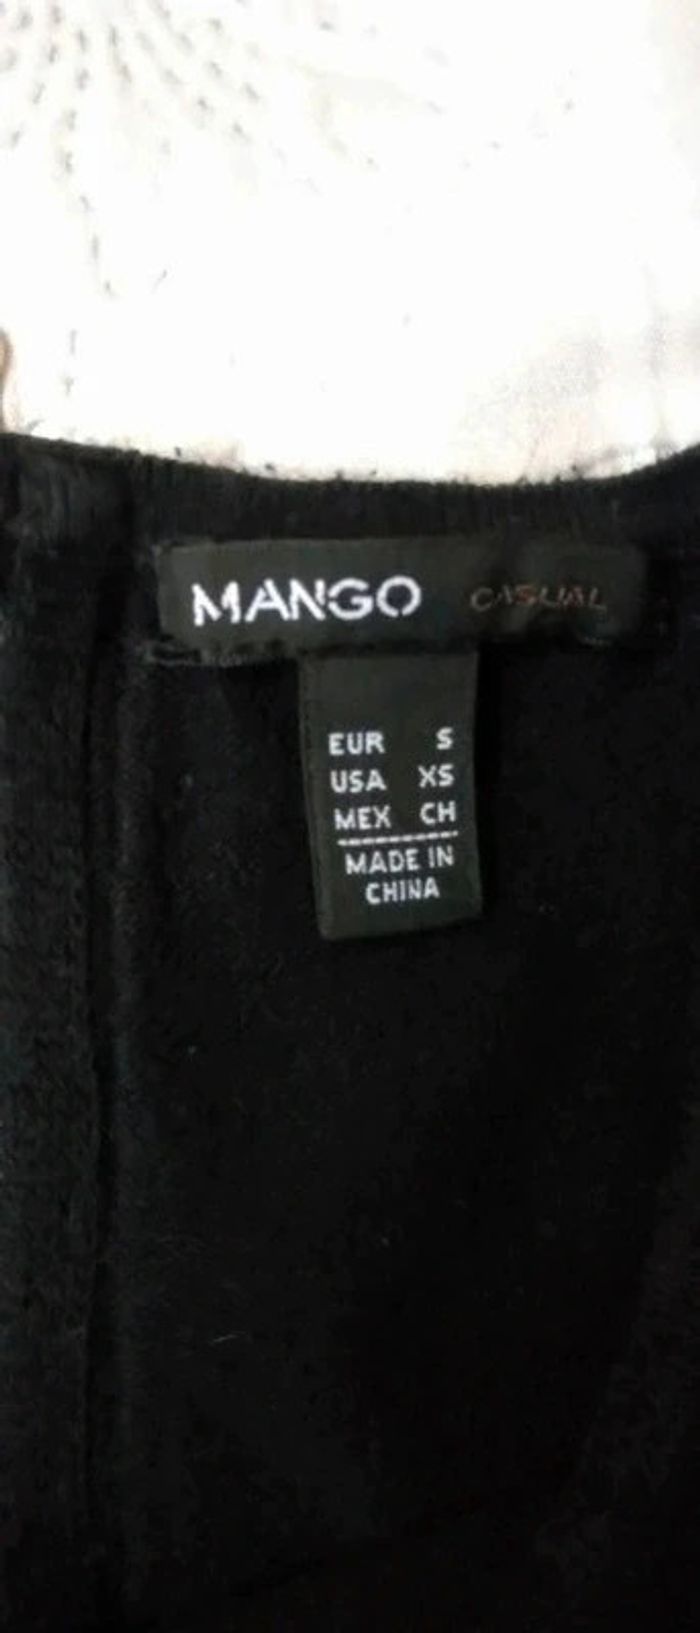 MANGO CASUAL
EUR S
USA XS
MEX CH
MADE IN
CHINA